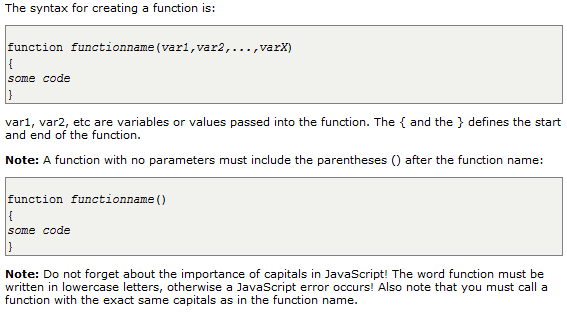 The syntax for creating a function is:
function functionname(var1,var2,...,varX)
{
some code
}
var1, var2, etc are variables or values passed into the function. The { and the } defines the start
and end of the function.
Note: A function with no parameters must include the parentheses () after the function name:
function functionname()
{
some code
}
Note: Do not forget about the importance of capitals in JavaScript! The word function must be
written in lowercase letters, otherwise a JavaScript error occurs! Also note that you must call a
function with the exact same capitals as in the function name.